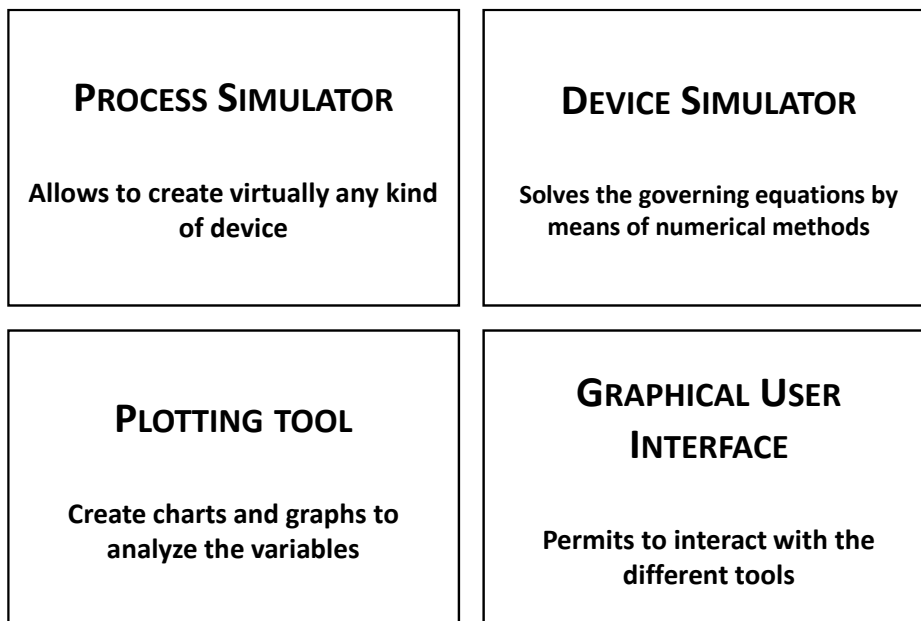 PROCESS SIMULATOR
Allows to create virtually any kind
of device
DEVICE SIMULATOR
Solves the governing equations by
means of numerical methods
PLOTTING TOOL
Create charts and graphs to
analyze the variables
GRAPHICAL USER
INTERFACE
Permits to interact with the
different tools